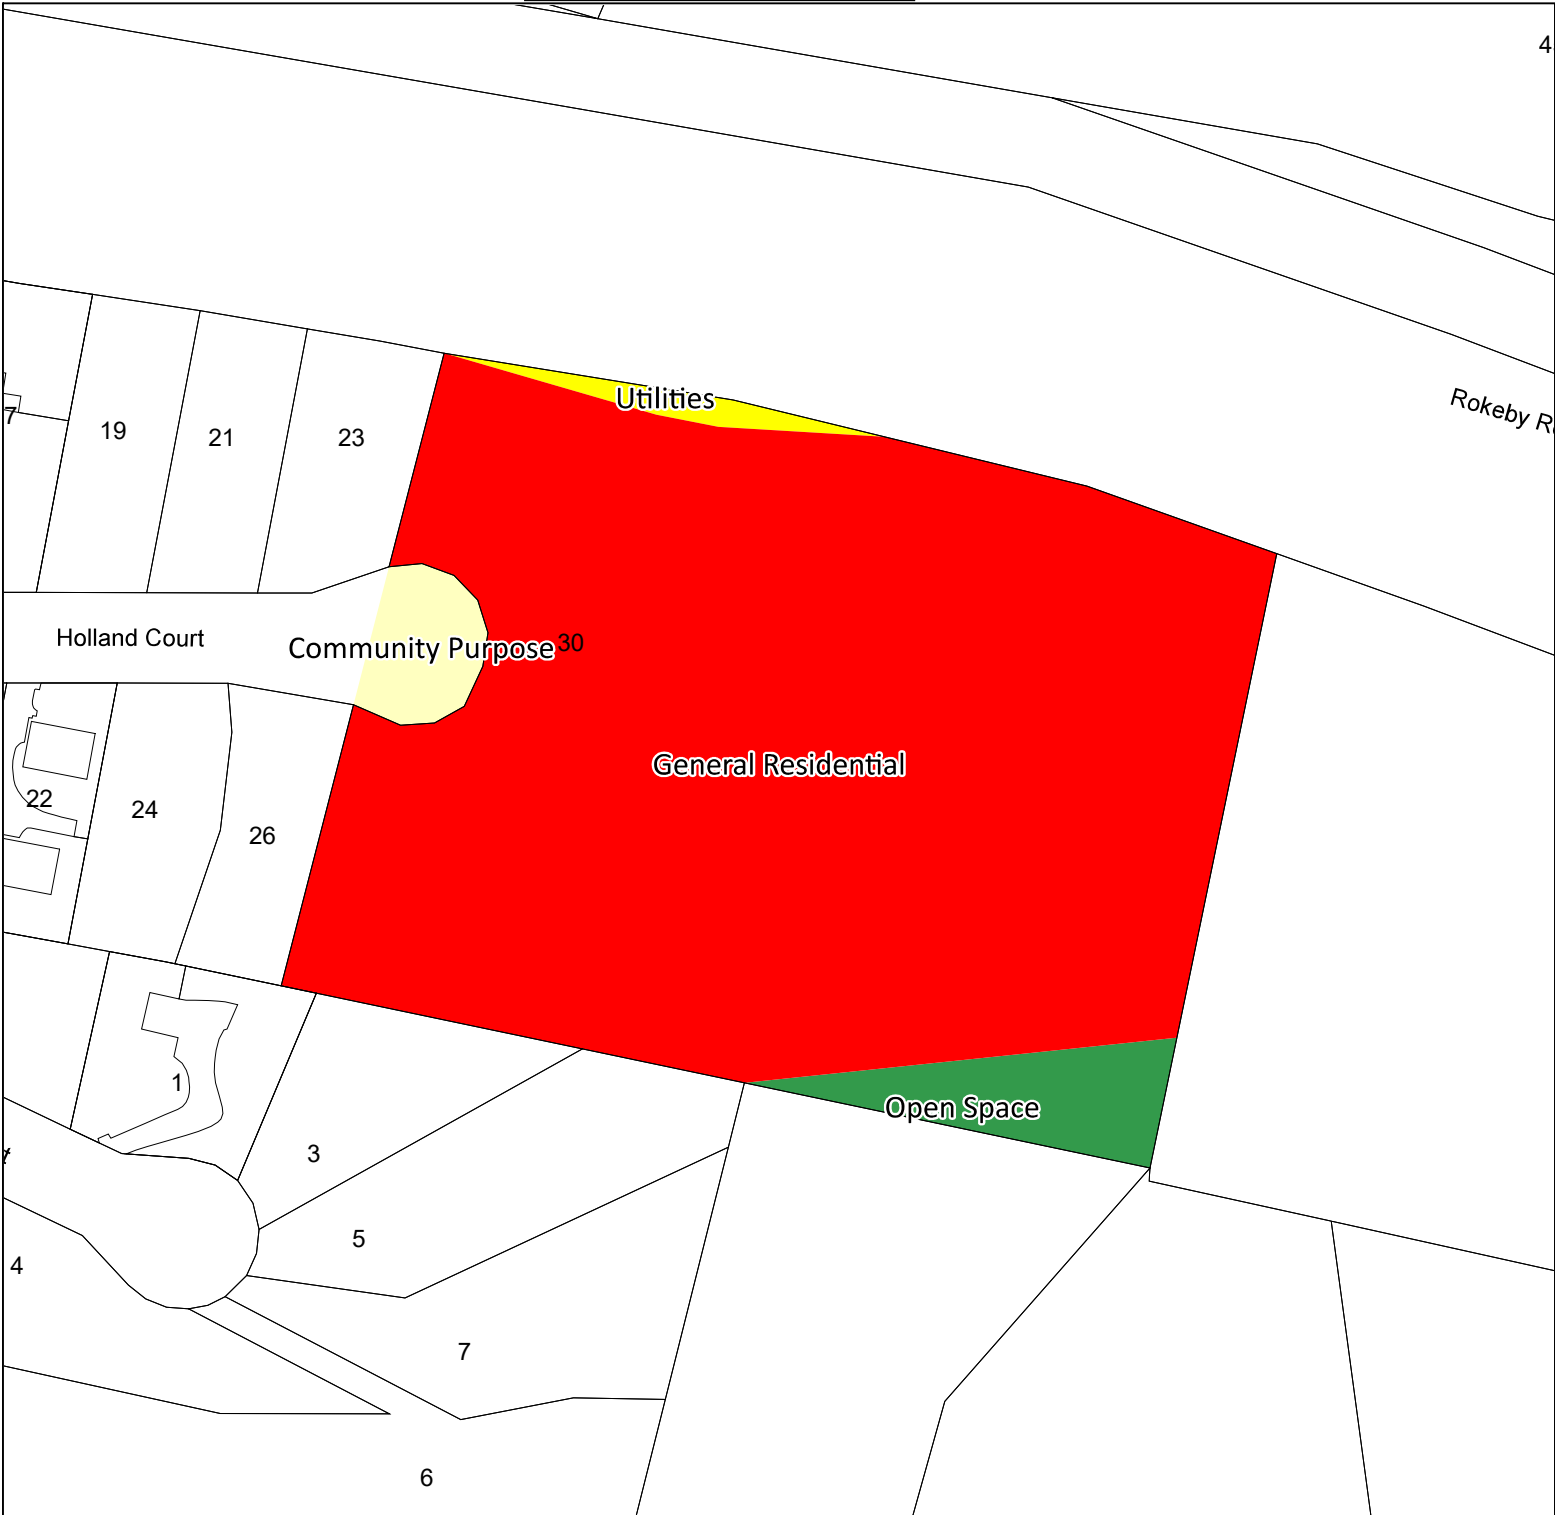 4
Utilities
Rokeby R
7
19
21
23
Holland Court
Community Purpose
30
General Residential
22
24
26
1
Open Space
3
5
4
7
6